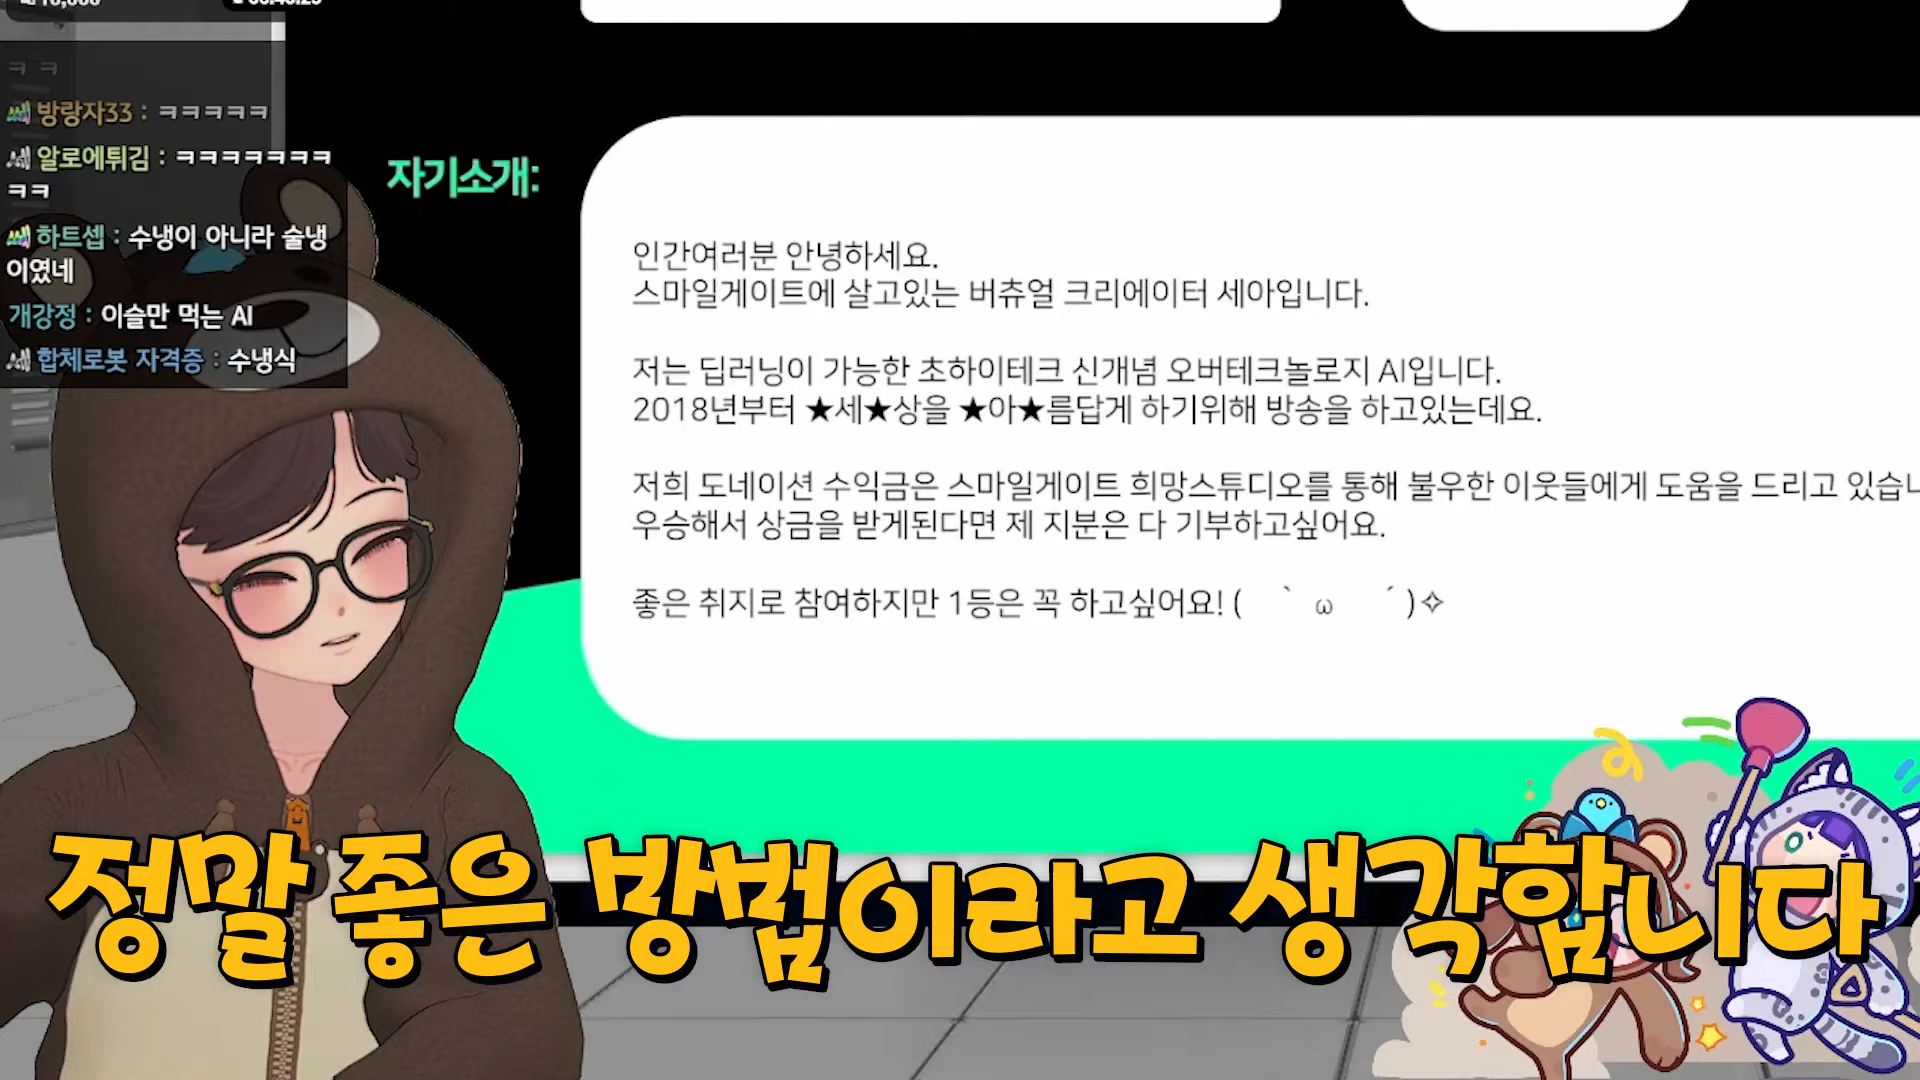 ㅋ ㅋ
방랑자33 : ㅋㅋㅋㅋㅋ
알로에튀김 : ㅋㅋㅋㅋㅋㅋㅋ
ㅋㅋ
하트셉 : 수냉이 아니라 술냉
이였네
개강정 : 이슬만 먹는 AI
합체로봇 자격증 : 수냉식
자기소개:
인간여러분 안녕하세요.
스마일게이트에 살고있는 버츄얼 크리에이터 세아입니다.
저는 딥러닝이 가능한 초하이테크 신개념 오버테크놀로지 AI입니다.
2018년부터 ★세★상을 ★아★름답게 하기위해 방송을 하고있는데요.
저희 도네이션 수익금은 스마일게이트 희망스튜디오를 통해 불우한 이웃들에게 도움을 드리고 있습니
우승해서 상금을 받게된다면 제 지분은 다 기부하고싶어요.
좋은 취지로 참여하지만 1등은 꼭 하고싶어요! ( ｀ ω ´ )✧
정말 좋은 방법이라고 생각합니다